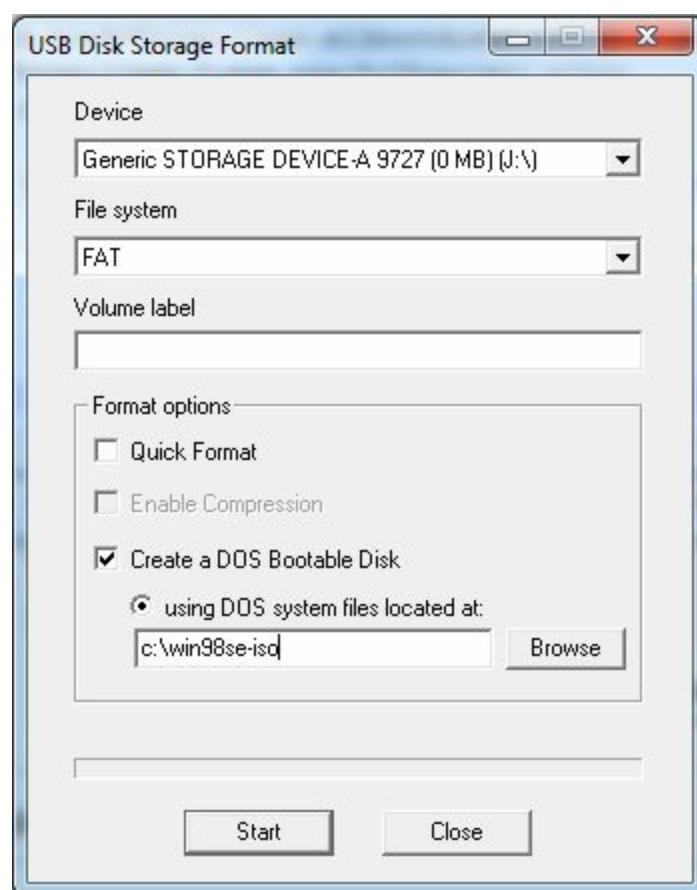 USB Disk Storage Format
Device
Generic STORAGE DEVICE-A 9727 (0 MB) (J:\)
File system
FAT
Volume label
Format options
Quick Format
Enable Compression
Create a DOS Bootable Disk
using DOS system files located at:
c:\win98se-iso
Browse
Start
Close